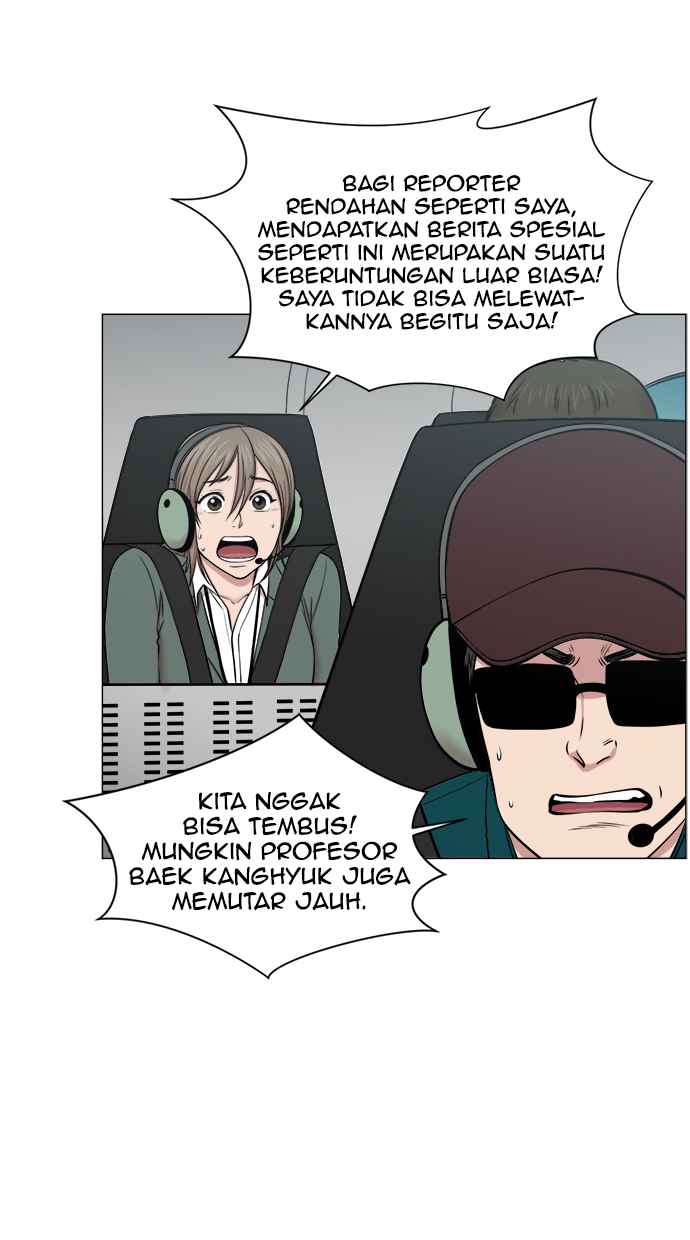 BAGI REPORTER
RENDAHAN SEPERTI SAYA,
MENDAPATKAN BERITA SPESIAL
SEPERTI INI MERUPAKAN SUATU
KEBERUNTUNGAN LUAR BIASA!
SAYA TIDAK BISA MELEWAT-
KANNYA BEGITU SAJA!
KITA NGGAK
BISA TEMBUS!
MUNGKIN PROFESOR
BAEK KANGHYUK JUGA
MEMUTAR JAUH.